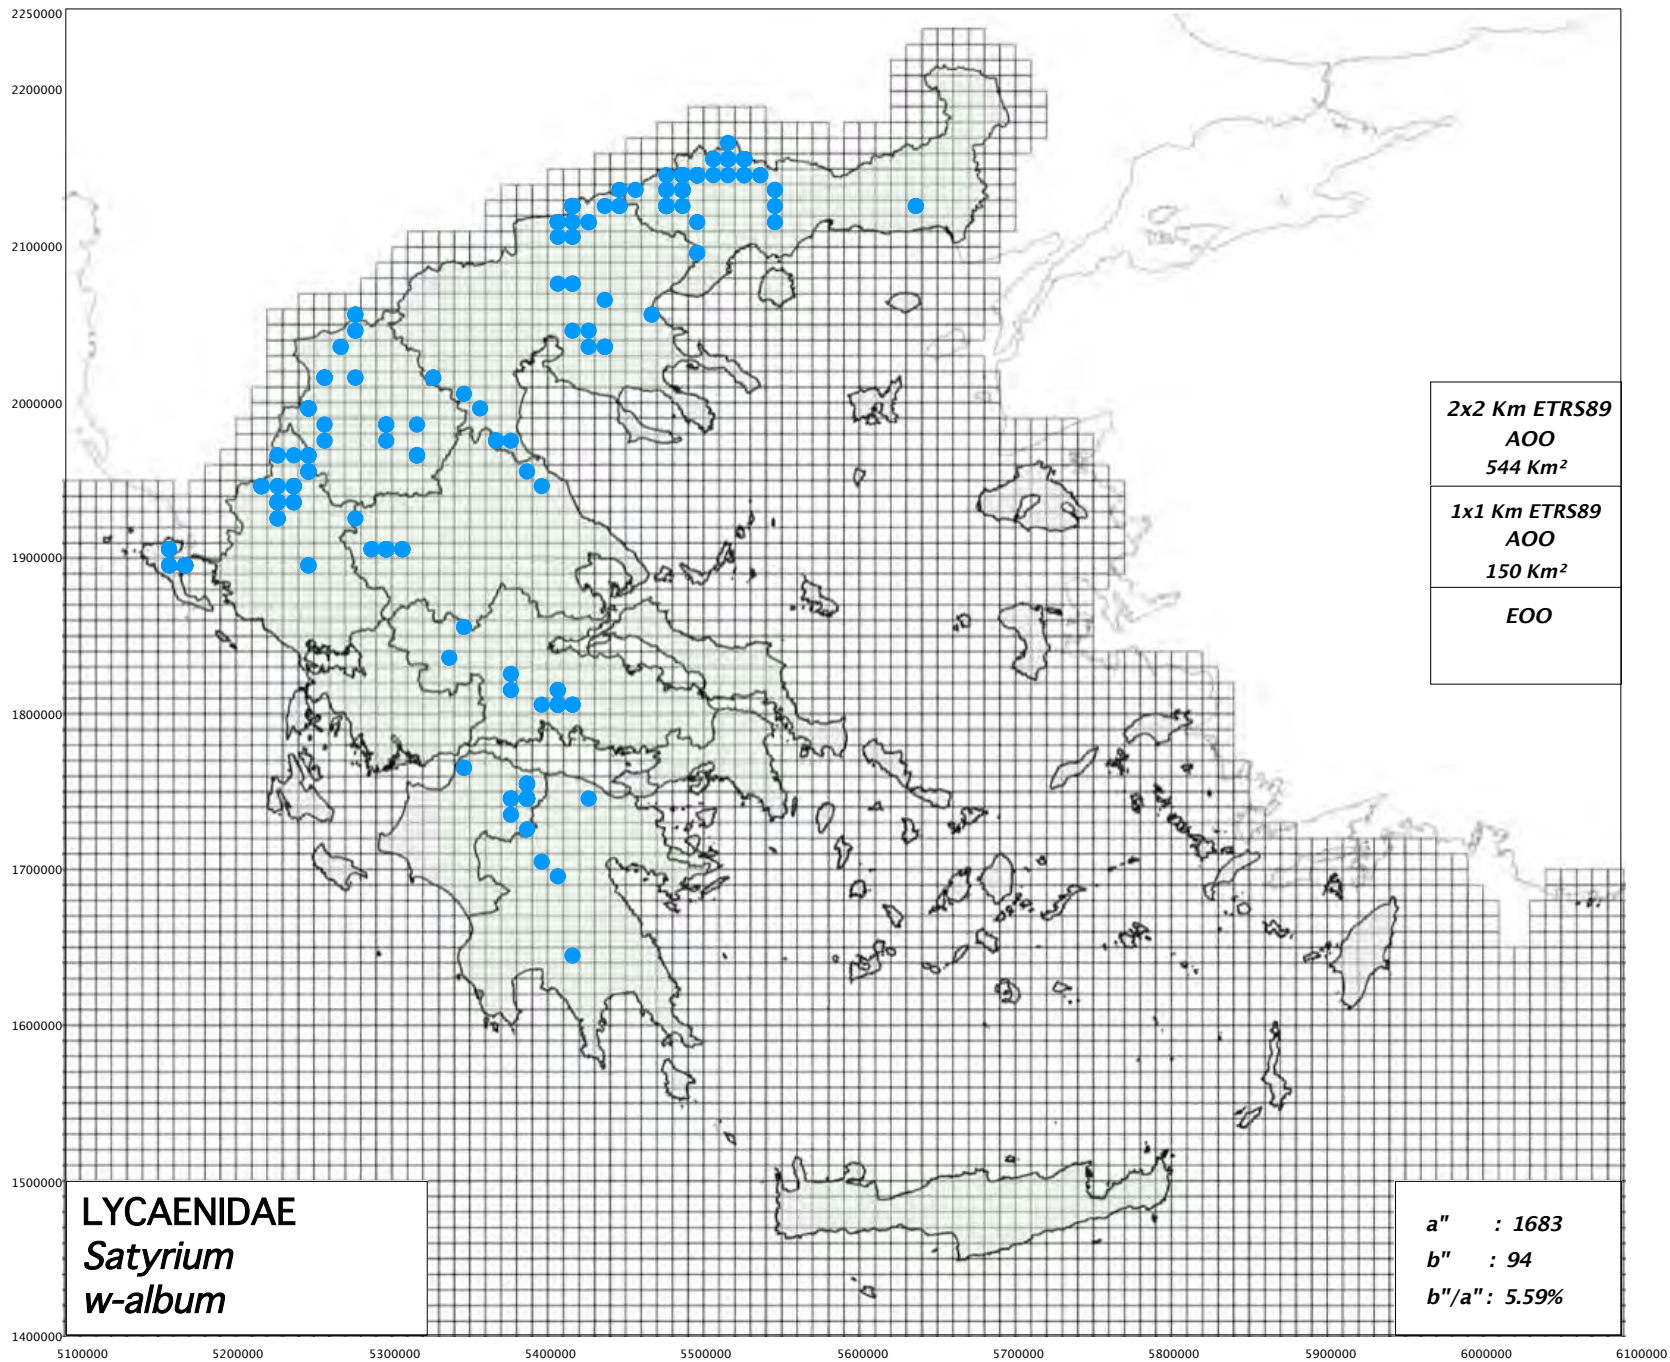 2250000
2200000
2100000
2000000
1900000
1800000
1700000
1600000
1500000
1400000
2x2 Km ETRS89
AOO
544 Km²
1x1 Km ETRS89
AOO
150 Km²
EOO
LYCAENIDAE
Satyrium
w-album
a" : 1683
b" : 94
b"/a" : 5.59%
5100000 5200000 5300000 5400000 5500000 5600000 5700000 5800000 5900000 6000000 6100000